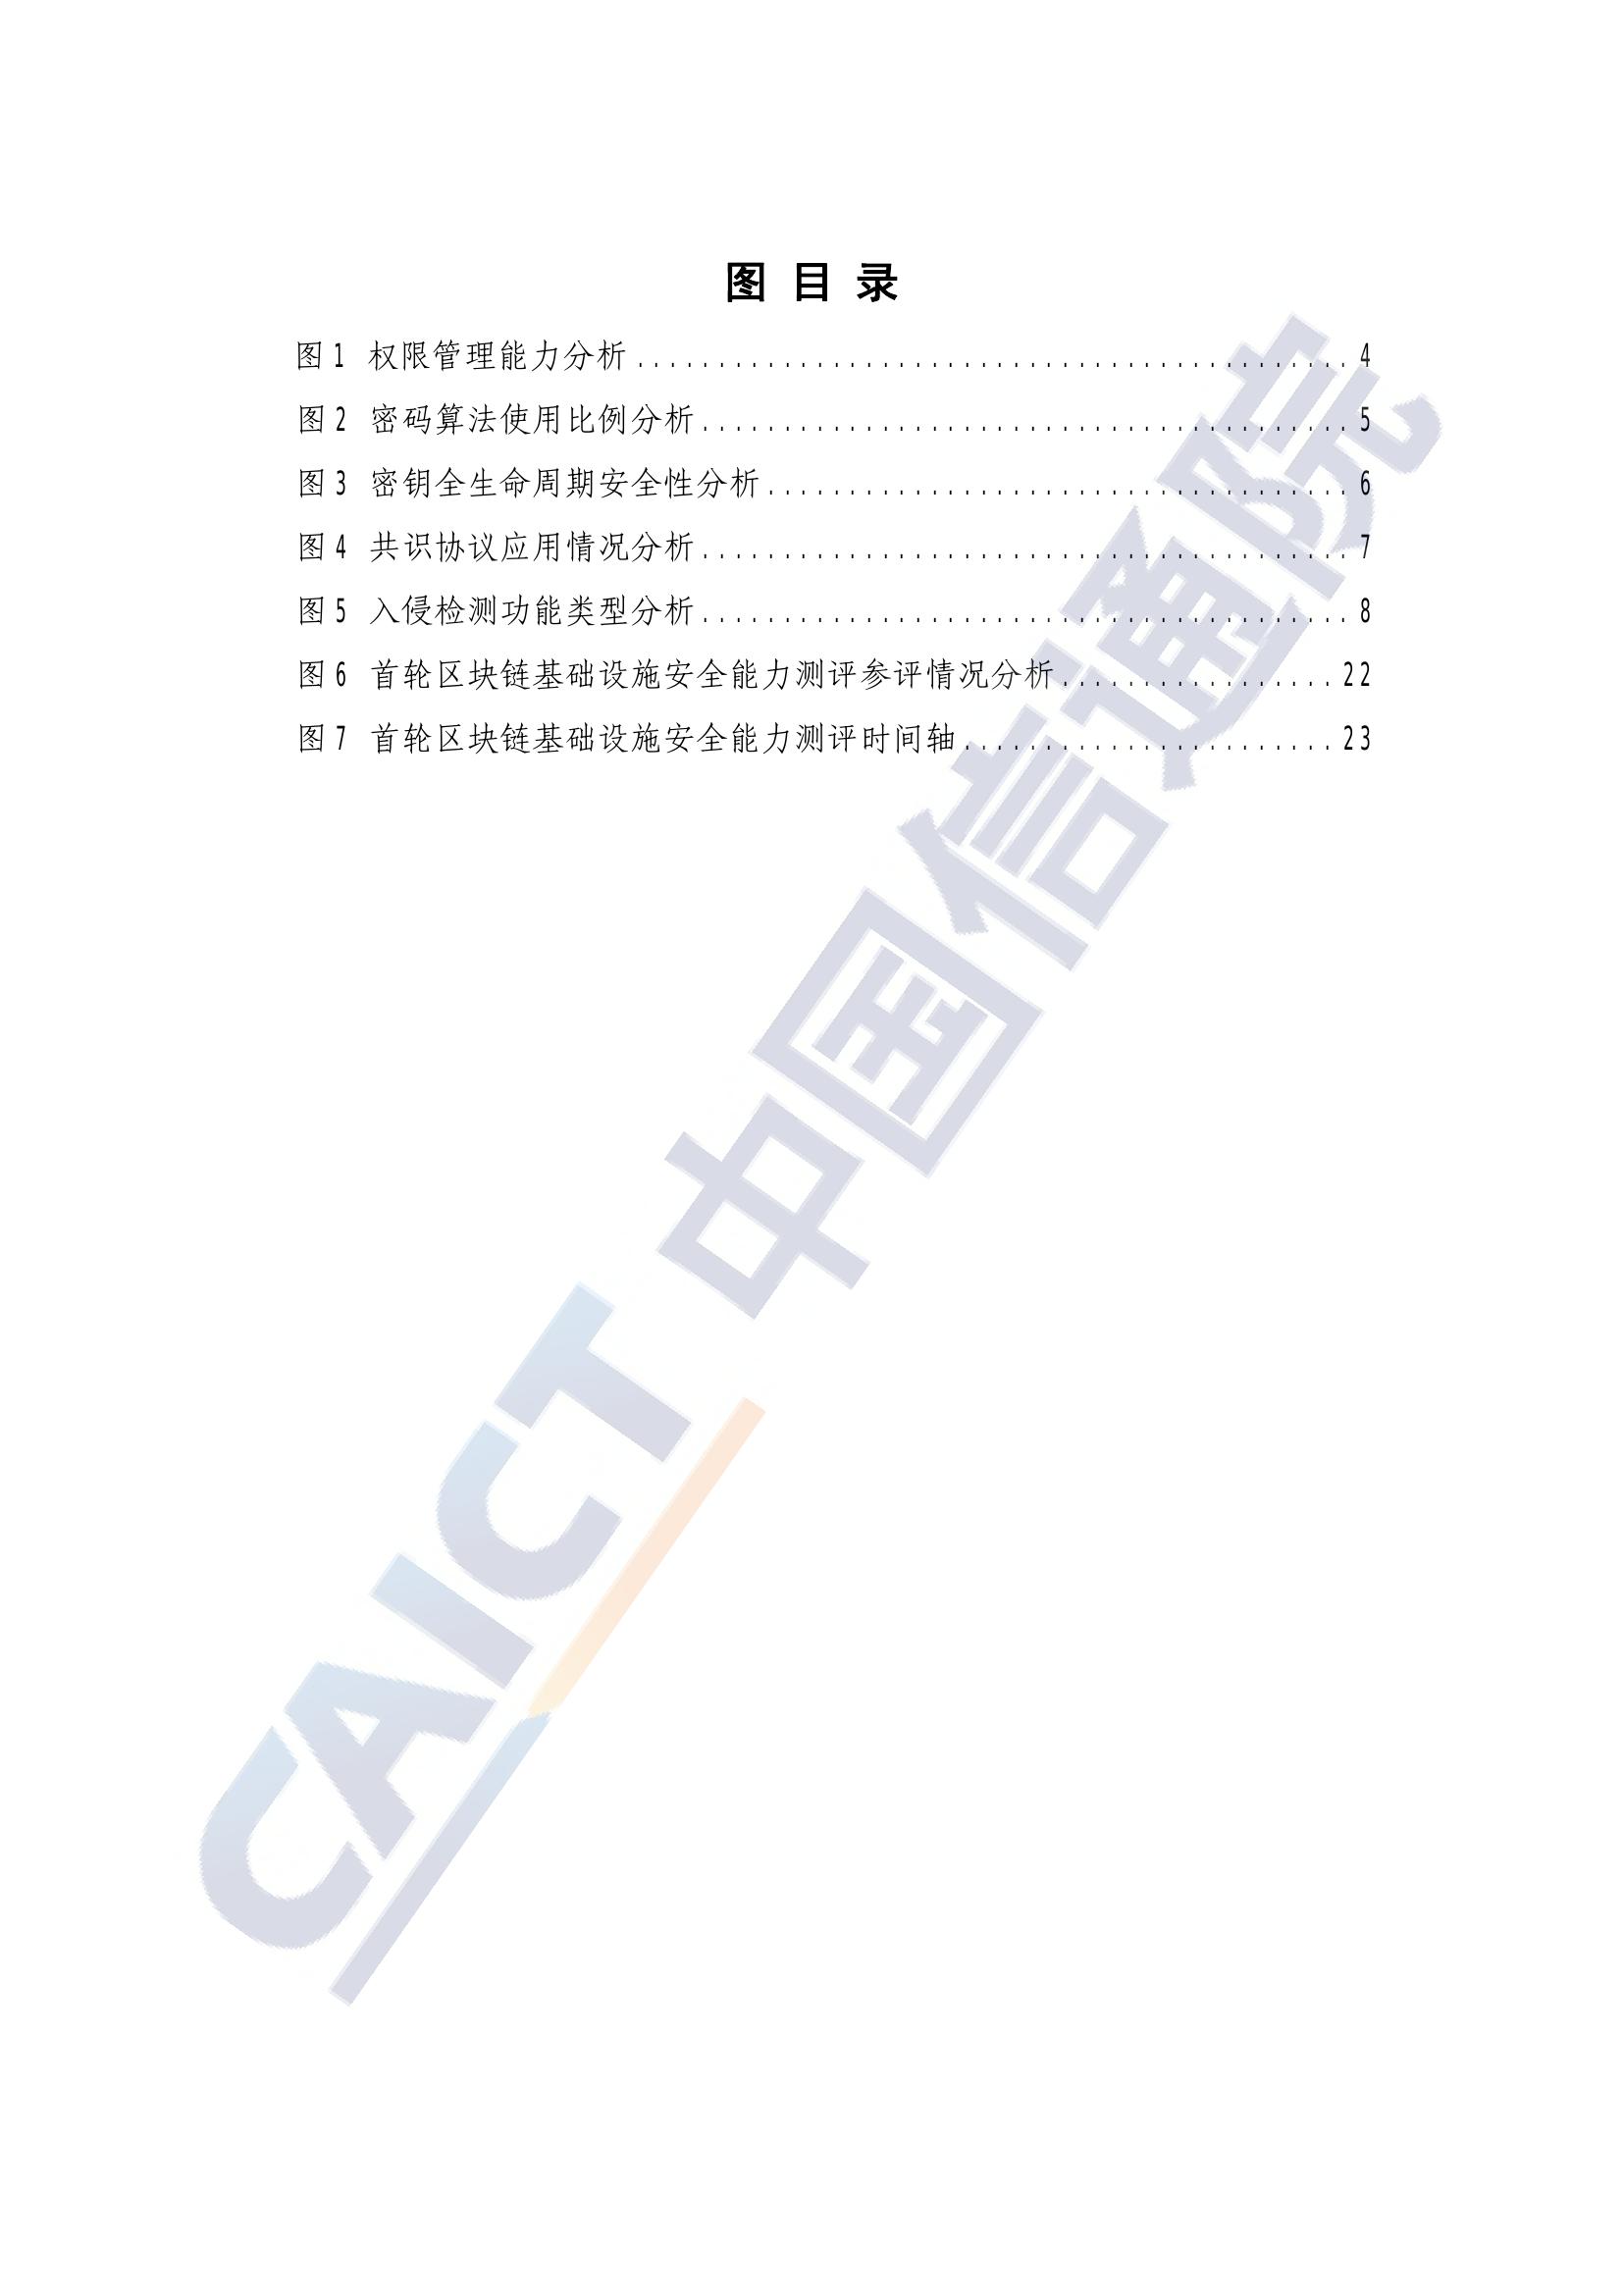 图 目 录
图 1 权限管理能力分析........................................4
图 2 密码算法使用比例分析....................................5
图 3 密钥全生命周期安全性分析................................6
图 4 共识协议应用情况分析....................................7
图 5 入侵检测功能类型分析....................................8
图 6 首轮区块链基础设施安全能力测评参评情况分析.................22
图 7 首轮区块链基础设施安全能力测评时间轴.......................23
CAICT 中国信通院